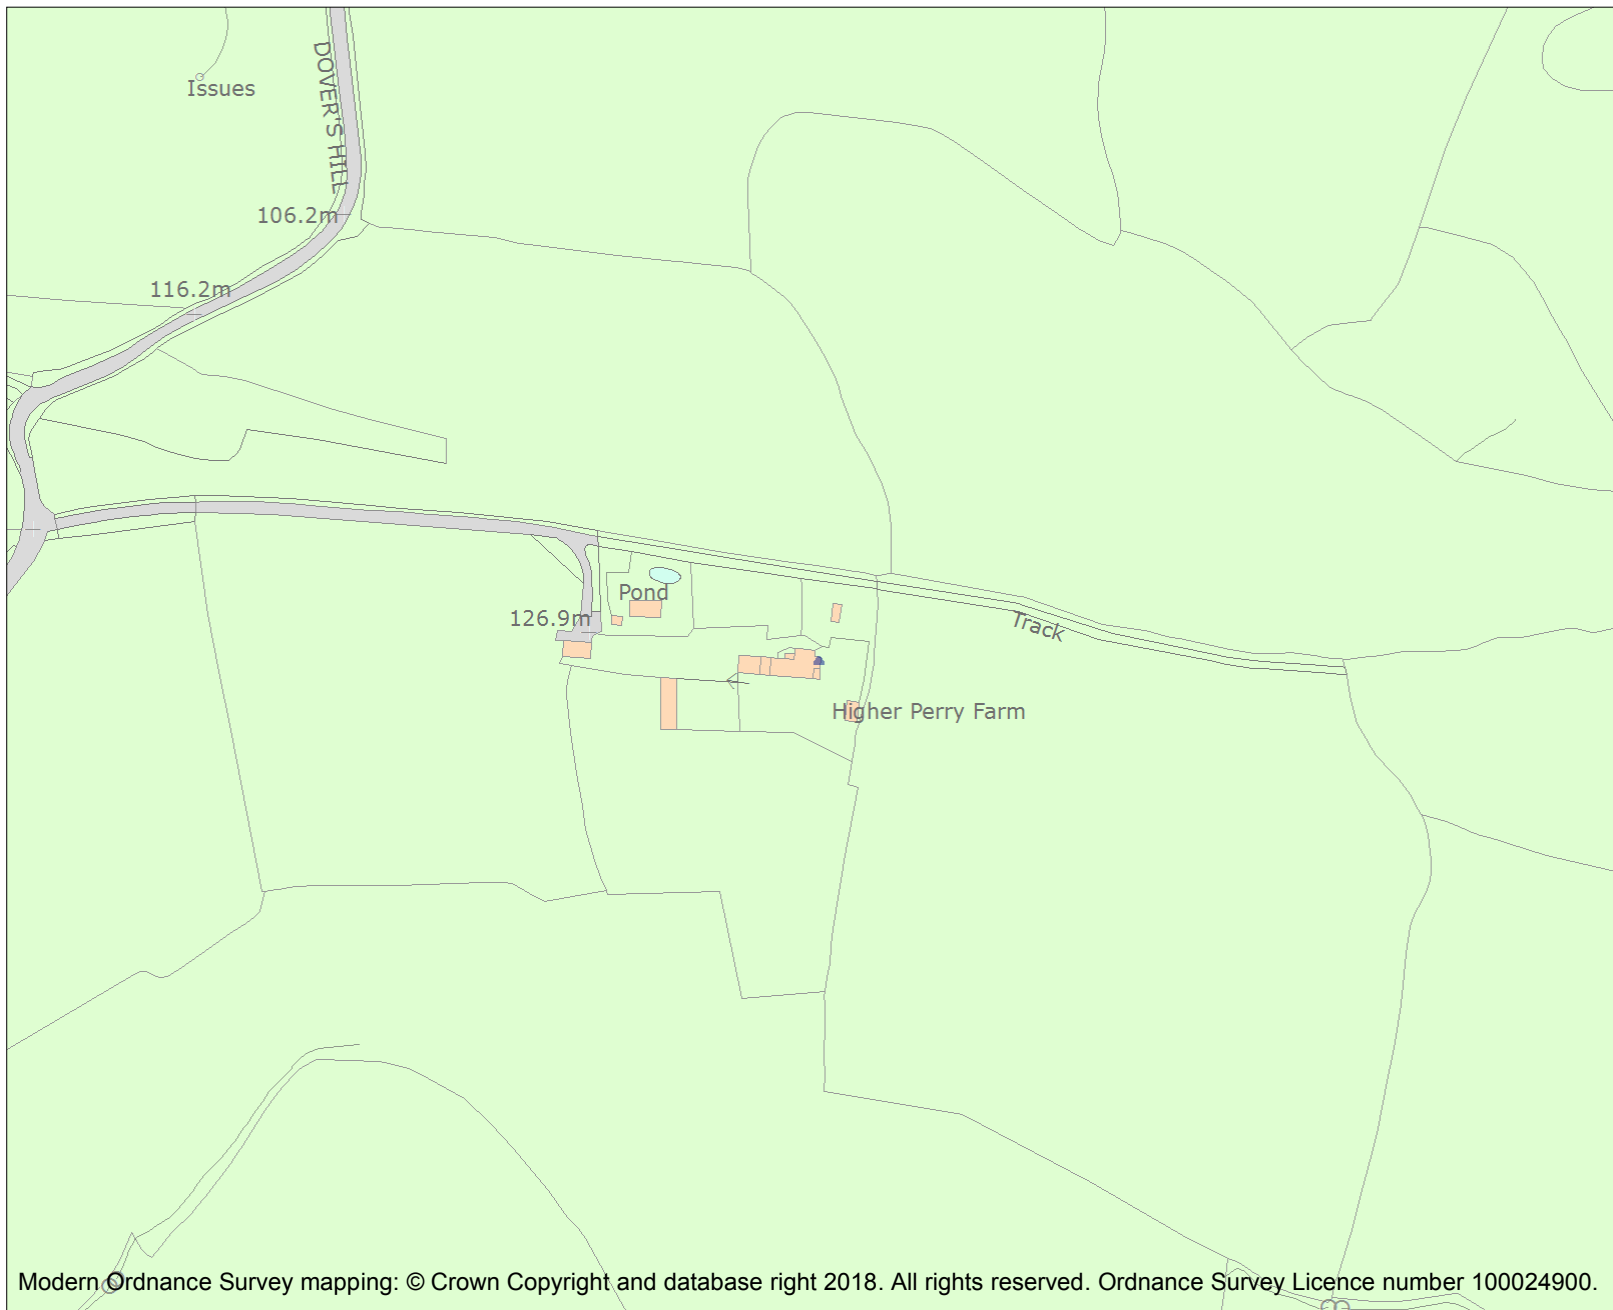 DOVER'S HILL
Issues
106.2m
116.2m
Pond
126.9m
Track
Higher Perry Farm
Modern Ordnance Survey mapping: © Crown Copyright and database right 2018. All rights reserved. Ordnance Survey Licence number 100024900.